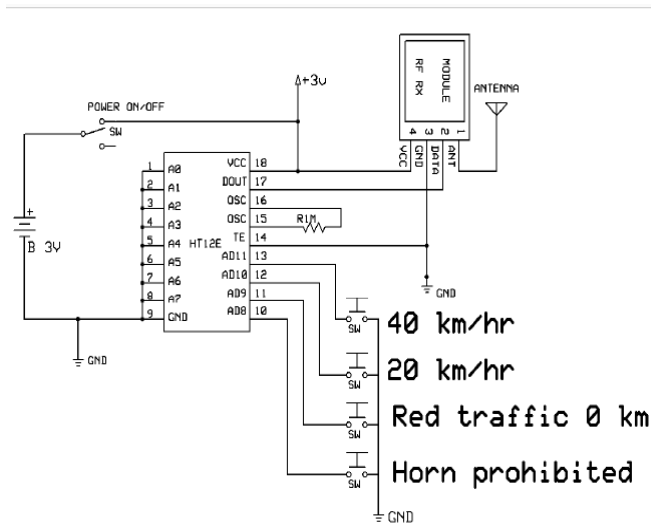 +3v
RF RX
MODULE
ANTENNA
POWER ON/OFF
SW
4 3 2 1
VCC
GND
DATA
ANT
1 A0 VCC 18
2 A1 DOUT 17
3 A2 OSC 16
4 A3 OSC 15 R1M
5 A4 HT12E TE 14
6 A5 AD11 13
7 A6 AD10 12
8 A7 AD9 11
9 GND AD8 10
+
B 3V
GND
GND
SW 40 km/hr
SW 20 km/hr
SW Red traffic 0 km
SW Horn prohibited
GND